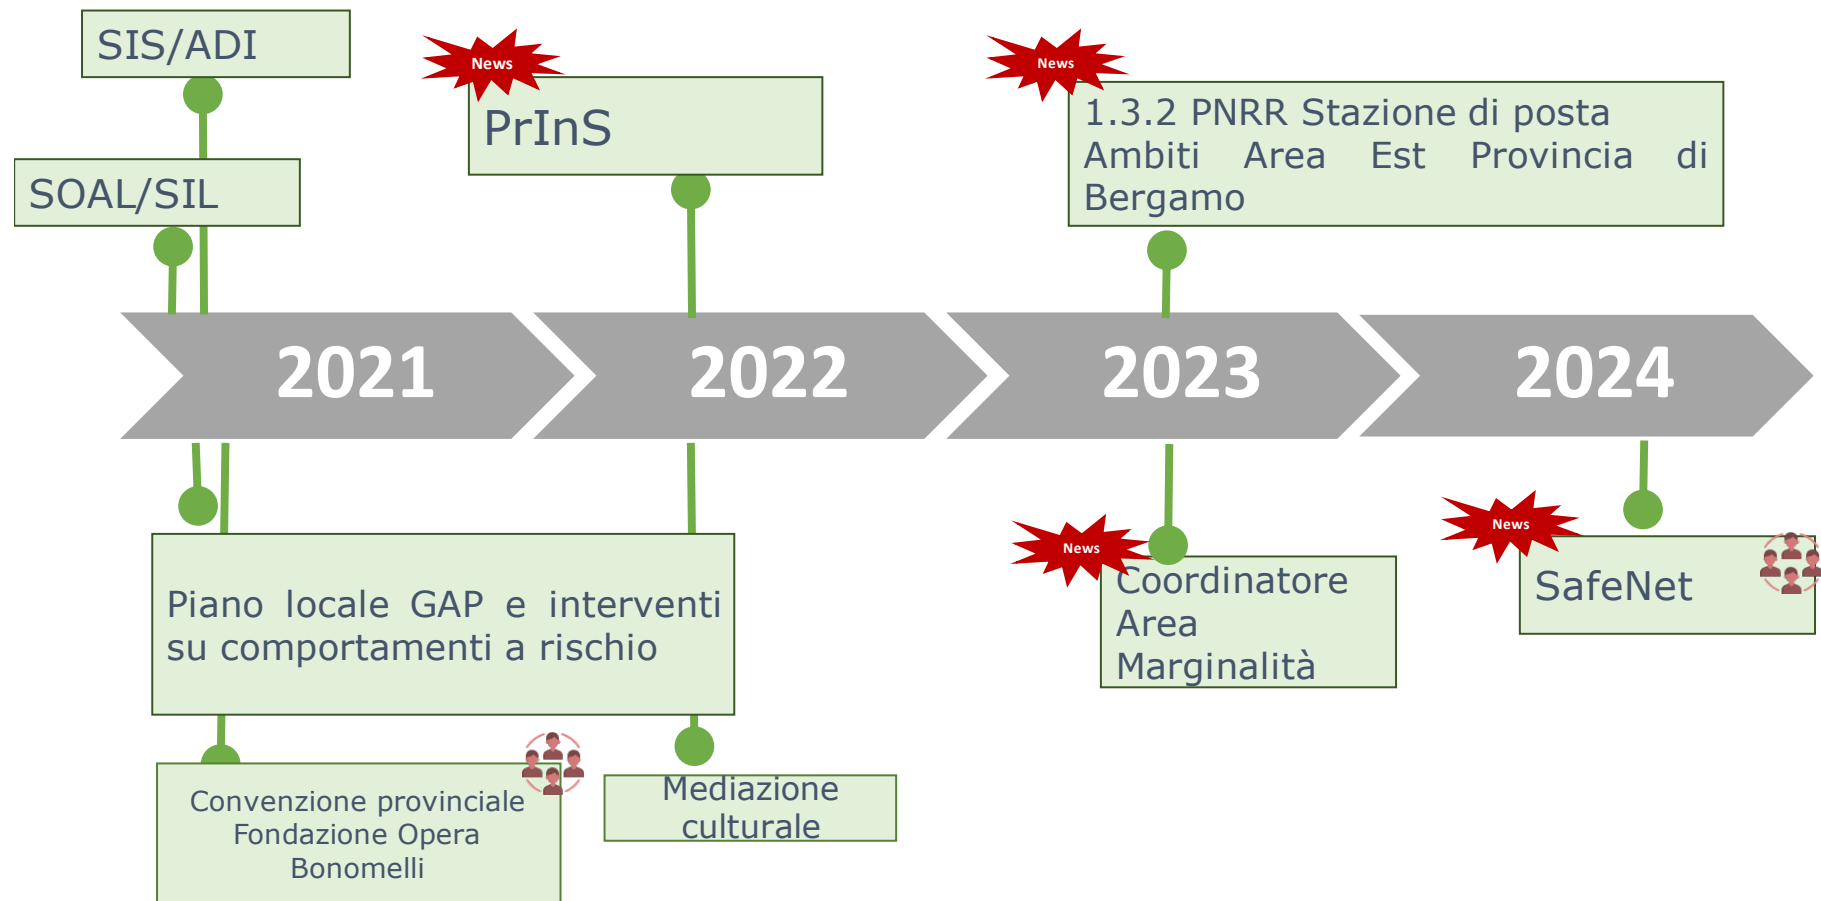 SIS/ADI
SOAL/SIL
News
PrInS
News
1.3.2 PNRR Stazione di posta
Ambiti Area Est Provincia di
Bergamo
2021
2022
2023
2024
Piano locale GAP e interventi
su comportamenti a rischio
Convenzione provinciale
Fondazione Opera
Bonomelli
Mediazione
culturale
News
Coordinatore
Area
Marginalità
News
SafeNet